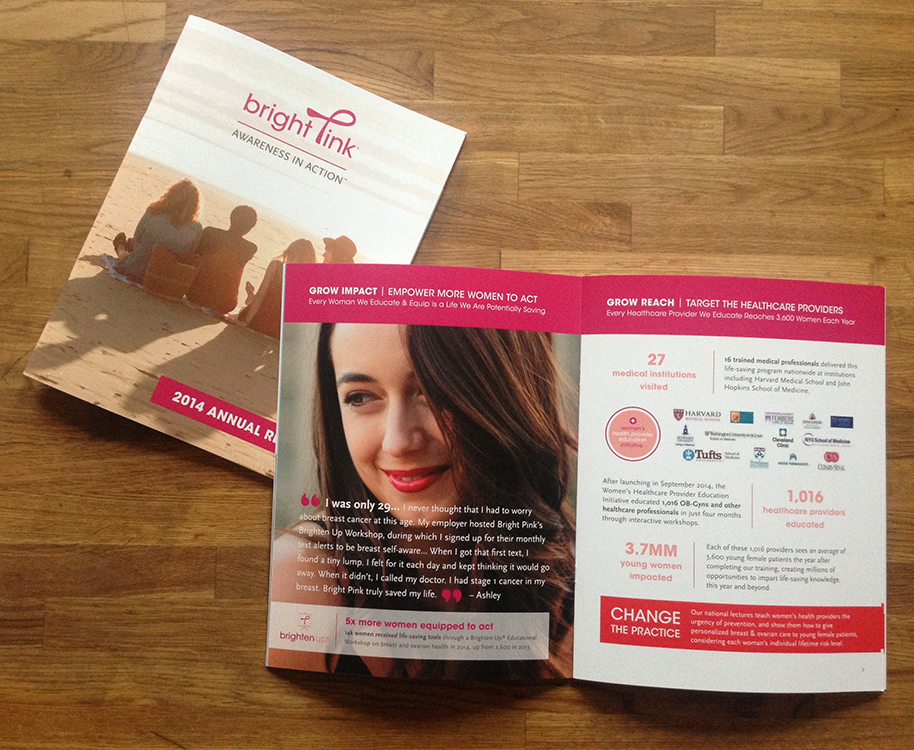 bright pink
AWARENESS IN ACTION™
2014 ANNUAL
GROW IMPACT | EMPOWER MORE WOMEN TO ACT
Every Woman We Educate & Equip is a Life We Are Potentially Saving
I was only 29... I never thought that I had to worry
about breast cancer at this age. My employer hosted Bright Pink's
Brighten Up Workshop, during which I signed up for their monthly
text alerts to be breast self-aware... When I got that first text, I
found a tiny lump. I felt for it each day and kept thinking it would go
away. When it didn't, I called my doctor. I had stage 1 cancer in my
breast. Bright Pink truly saved my life. – Ashley
brighten up
5x more women equipped to act
14k women received life-saving tools through a Brighten Up® Educational
Workshop on breast and ovarian health in 2014, up from 2,600 in 2013.
GROW REACH | TARGET THE HEALTHCARE PROVIDERS
Every Healthcare Provider We Educate Reaches 3,600 Women Each Year
27
medical institutions
visited
16 trained medical professionals delivered this
life-saving program nationwide at institutions
including Harvard Medical School and John
Hopkins School of Medicine.
women's
health provider
education
initiative
HARVARD
MEDICAL SCHOOL
HOWARD
UNIVERSITY
Washington University in St. Louis
School of Medicine
Tufts
School of
Medicine
FEINBERG
Cleveland
Clinic
NYU School of Medicine
KAISER PERMANENTE
CEDARS-SINAI
After launching in September 2014, the
Women's Healthcare Provider Education
Initiative educated 1,016 OB-Gyns and other
healthcare professionals in just four months
through interactive workshops.
1,016
healthcare providers
educated
3.7MM
young women
impacted
Each of these 1,016 providers sees an average of
3,600 young female patients the year after
completing our training, creating millions of
opportunities to impart life-saving knowledge,
this year and beyond.
CHANGE
THE PRACTICE
Our national lectures teach women's health providers the
urgency of prevention, and show them how to give
personalized breast & ovarian care to young female patients,
considering each woman's individual lifetime risk level.
7